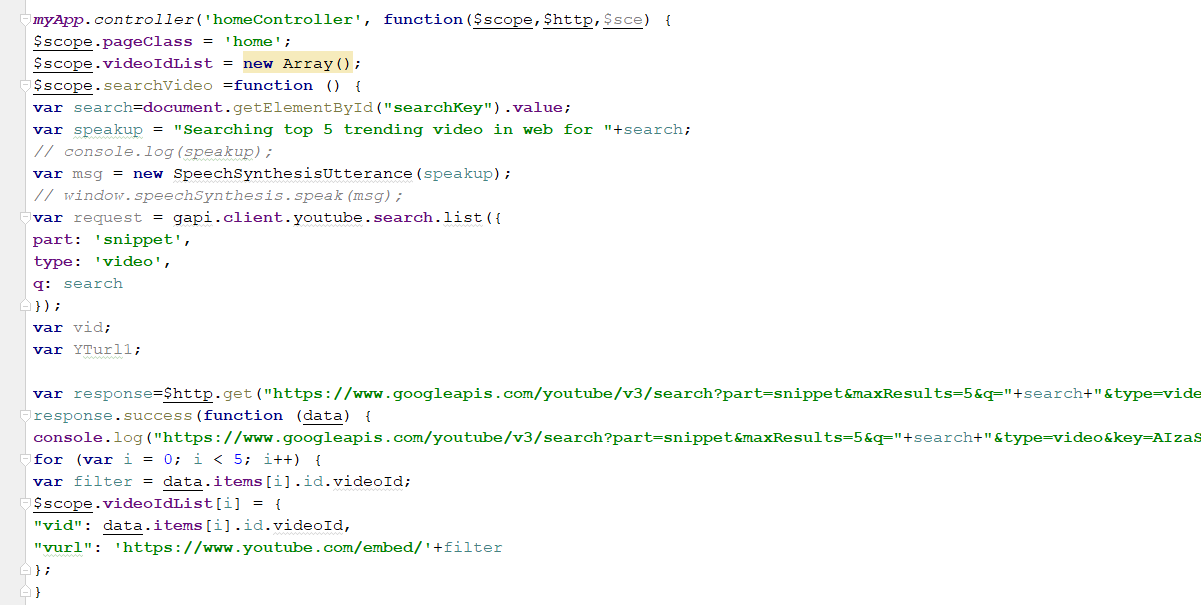 myApp.controller('homeController', function($scope,$http,$sce) {
$scope.pageClass = 'home';
$scope.videoIdList = new Array();
$scope.searchVideo =function () {
var search=document.getElementById("searchKey").value;
var speakup = "Searching top 5 trending video in web for "+search;
// console.log(speakup);
var msg = new SpeechSynthesisUtterance(speakup);
// window.speechSynthesis.speak(msg);
var request = gapi.client.youtube.search.list({
part: 'snippet',
type: 'video',
q: search
});
var vid;
var YTurl1;
var response=$http.get("https://www.googleapis.com/youtube/v3/search?part=snippet&maxResults=5&q="+search+"&type=vide
response.success(function (data) {
console.log("https://www.googleapis.com/youtube/v3/search?part=snippet&maxResults=5&q="+search+"&type=video&key=AIzaS
for (var i = 0; i < 5; i++) {
var filter = data.items[i].id.videoId;
$scope.videoIdList[i] = {
"vid": data.items[i].id.videoId,
"vurl": 'https://www.youtube.com/embed/'+filter
};
}